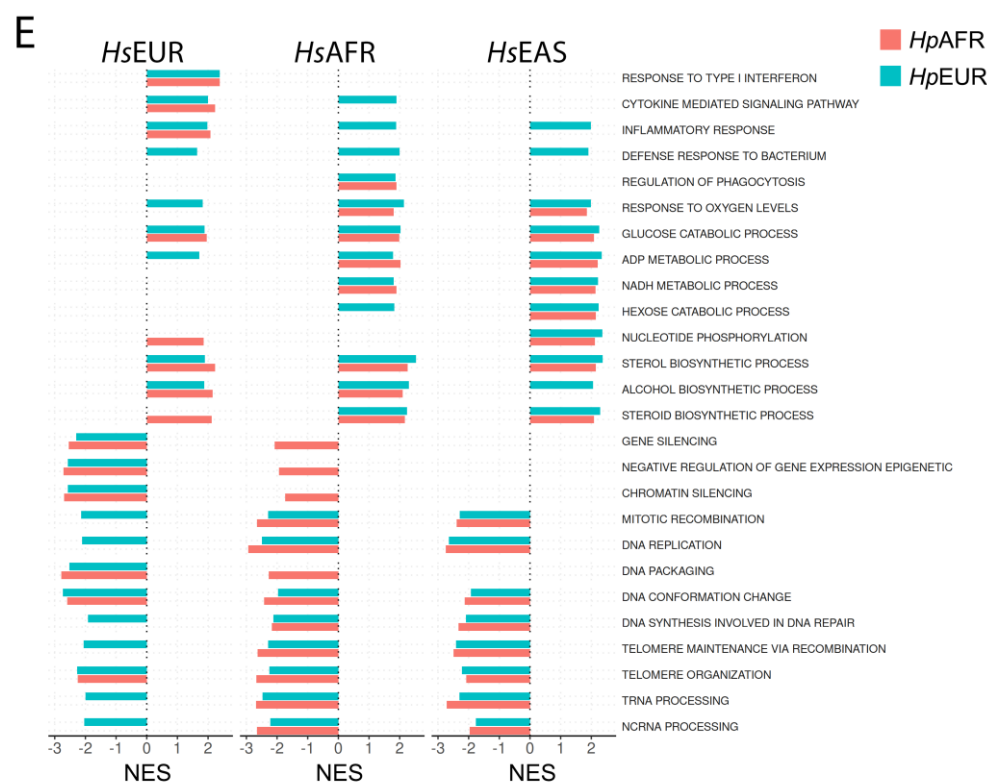 E
HsEUR HsAFR HsEAS
HpAFR
HpEUR
RESPONSE TO TYPE I INTERFERON
CYTOKINE MEDIATED SIGNALING PATHWAY
INFLAMMATORY RESPONSE
DEFENSE RESPONSE TO BACTERIUM
REGULATION OF PHAGOCYTOSIS
RESPONSE TO OXYGEN LEVELS
GLUCOSE CATABOLIC PROCESS
ADP METABOLIC PROCESS
NADH METABOLIC PROCESS
HEXOSE CATABOLIC PROCESS
NUCLEOTIDE PHOSPHORYLATION
STEROL BIOSYNTHETIC PROCESS
ALCOHOL BIOSYNTHETIC PROCESS
STEROID BIOSYNTHETIC PROCESS
GENE SILENCING
NEGATIVE REGULATION OF GENE EXPRESSION EPIGENETIC
CHROMATIN SILENCING
MITOTIC RECOMBINATION
DNA REPLICATION
DNA PACKAGING
DNA CONFORMATION CHANGE
DNA SYNTHESIS INVOLVED IN DNA REPAIR
TELOMERE MAINTENANCE VIA RECOMBINATION
TELOMERE ORGANIZATION
TRNA PROCESSING
NCRNA PROCESSING
-3 -2 -1 0 1 2 -3 -2 -1 0 1 2 -3 -2 -1 0 1 2
NES NES NES